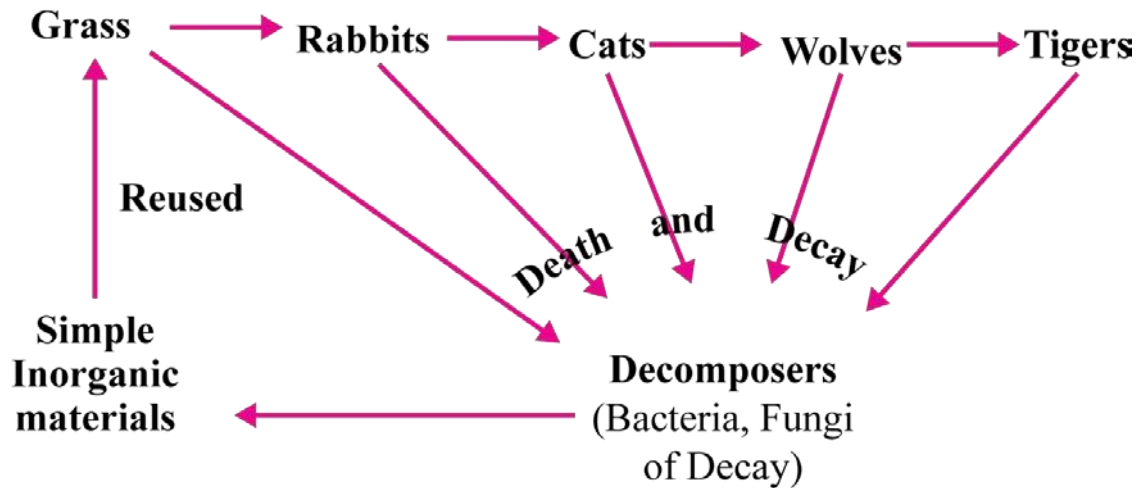 Grass
Rabbits
Cats
Wolves
Tigers
Reused
Death and Decay
Simple
Inorganic
materials
Decomposers
(Bacteria, Fungi
of Decay)